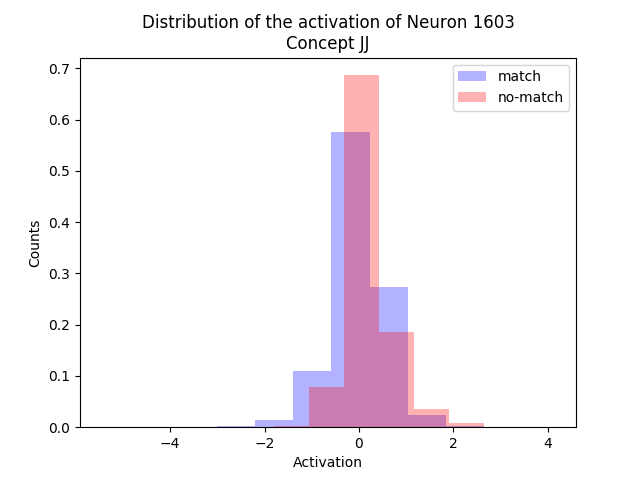 Distribution of the activation of Neuron 1603
Concept JJ
match
no-match
0.7
0.6
0.5
0.4
0.3
0.2
0.1
0.0
Counts
−4
−2
0
2
4
Activation